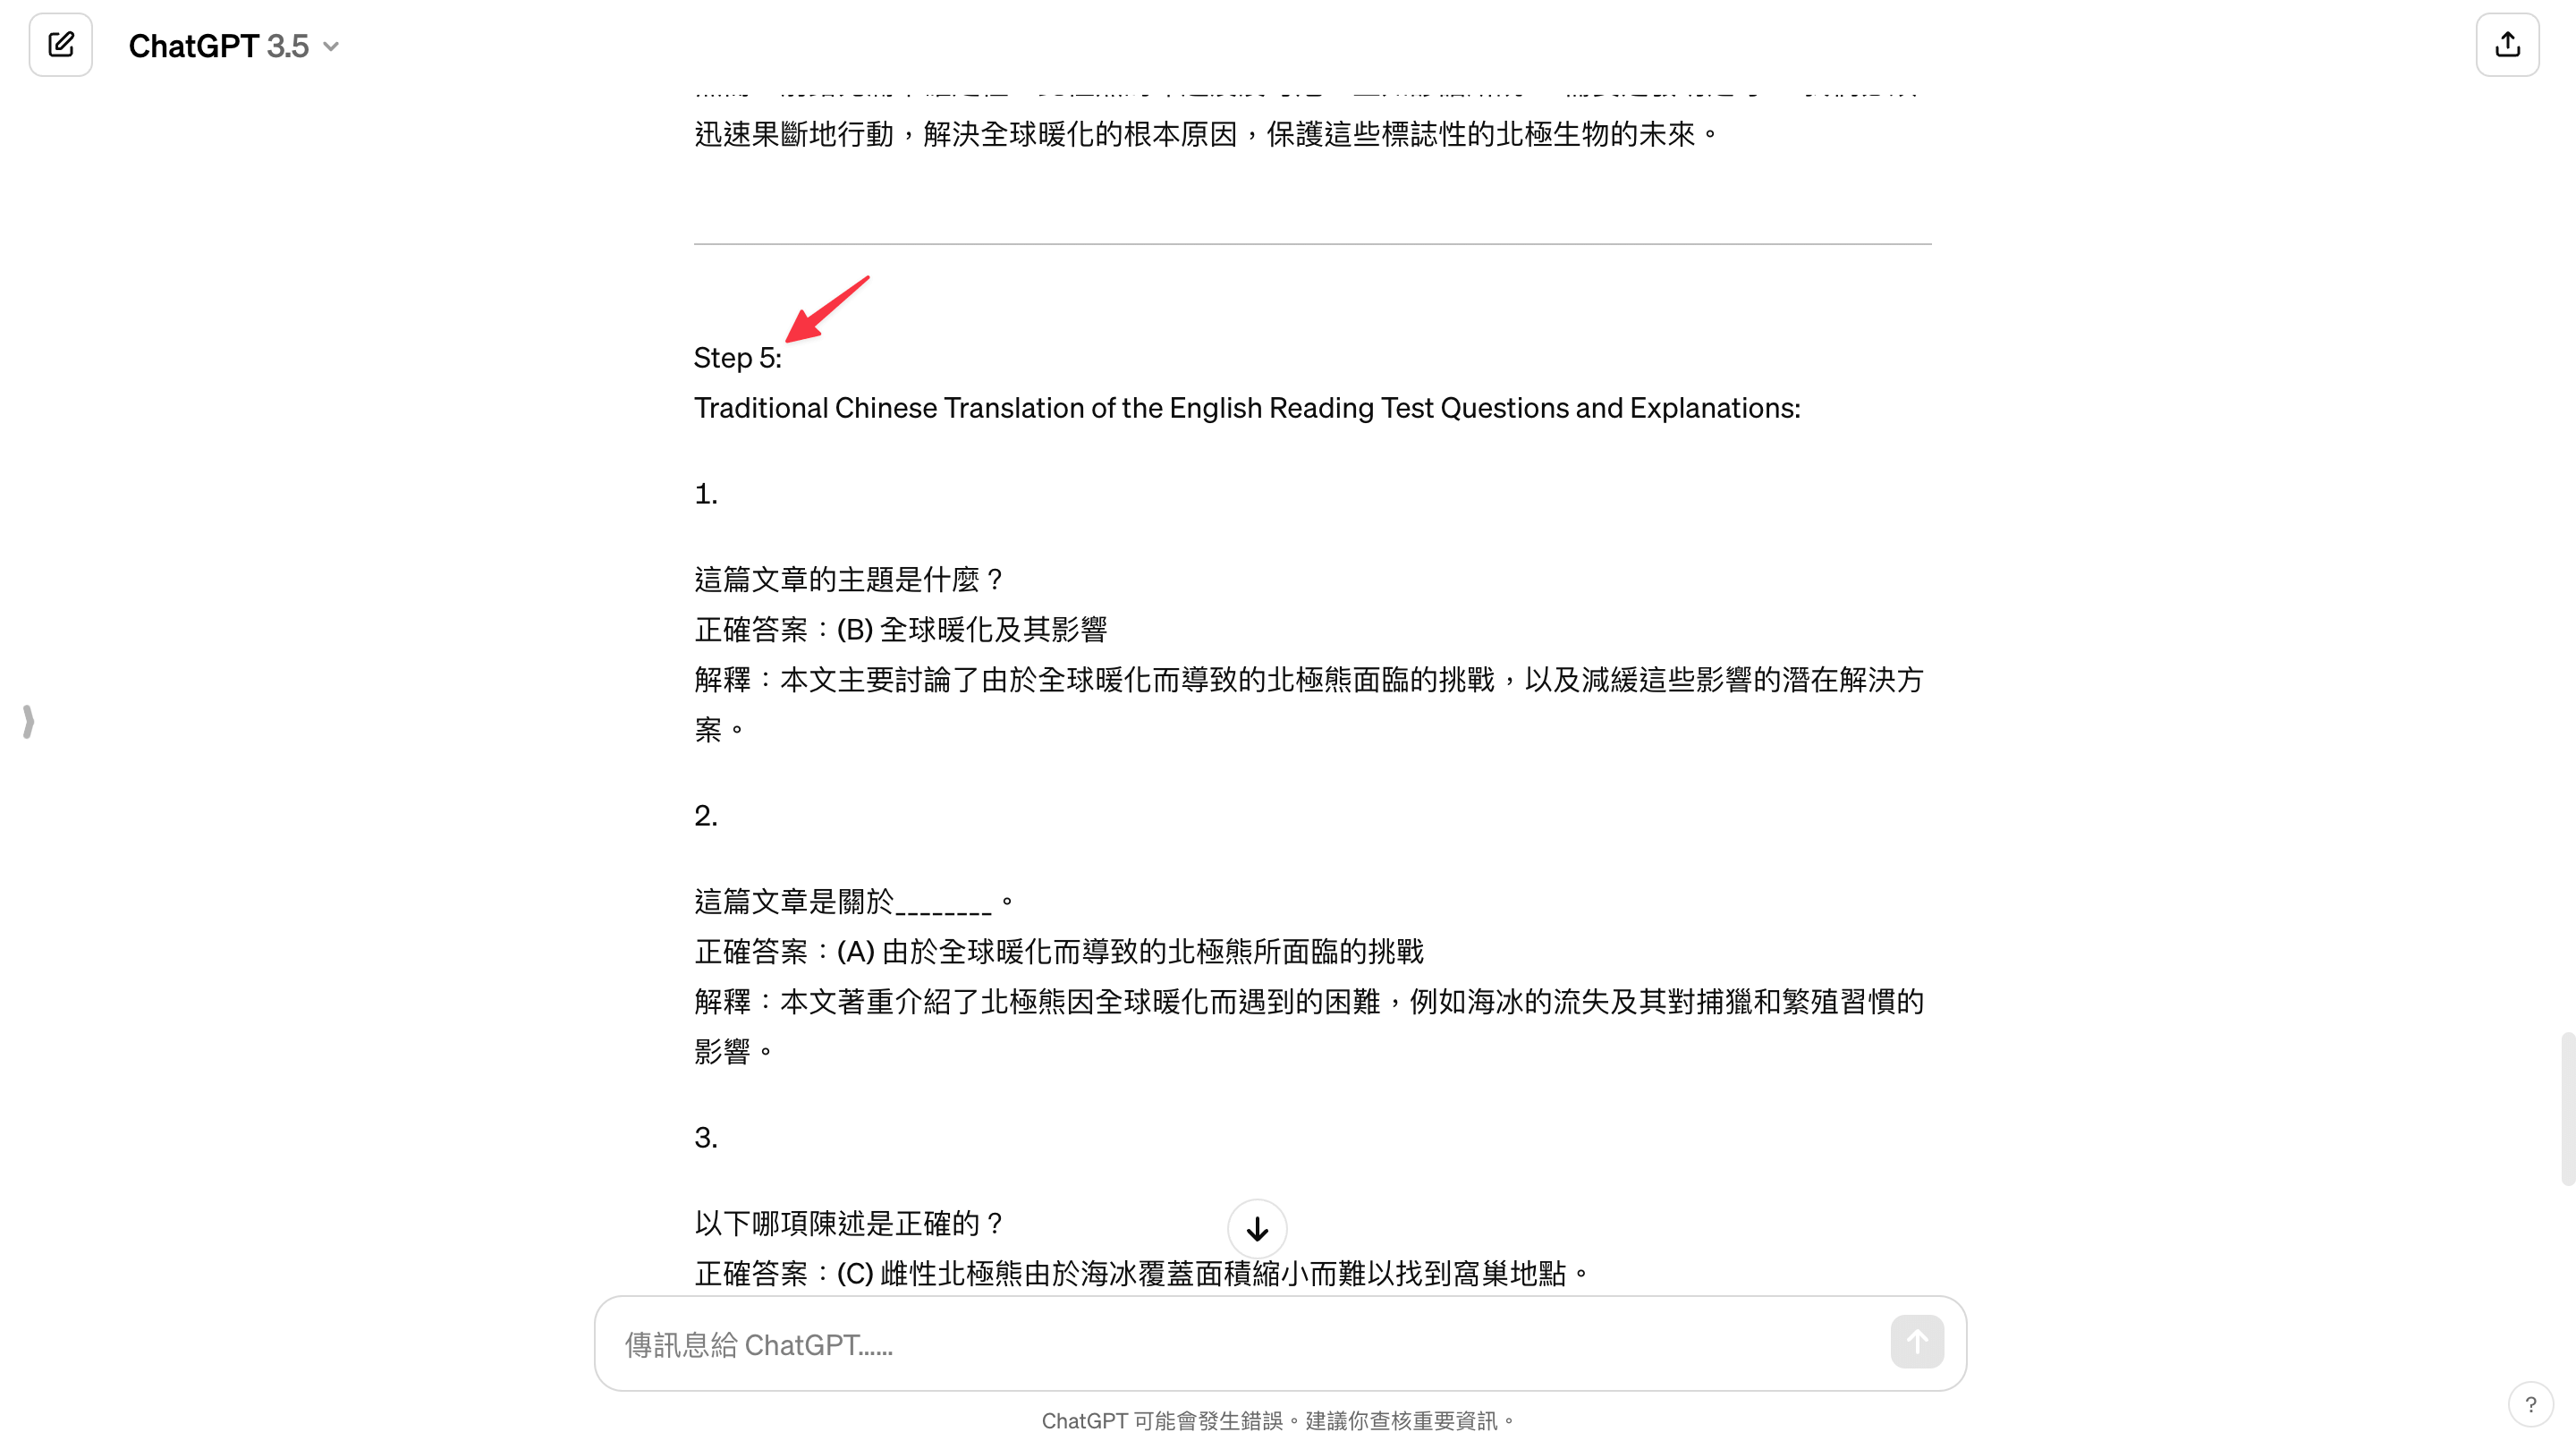 ChatGPT 3.5
迅速果斷地行動，解決全球暖化的根本原因，保護這些標誌性的北極生物的未來。
Step 5:
Traditional Chinese Translation of the English Reading Test Questions and Explanations:
1.
這篇文章的主題是什麼？
正確答案：(B) 全球暖化及其影響
解釋：本文主要討論了由於全球暖化而導致的北極熊面臨的挑戰，以及減緩這些影響的潛在解決方
案。
2.
這篇文章是關於________。
正確答案：(A) 由於全球暖化而導致的北極熊所面臨的挑戰
解釋：本文著重介紹了北極熊因全球暖化而遇到的困難，例如海冰的流失及其對捕獵和繁殖習慣的
影響。
3.
以下哪項陳述是正確的？
正確答案：(C) 雌性北極熊由於海冰覆蓋面積縮小而難以找到窩巢地點。
傳訊息給 ChatGPT......
ChatGPT 可能會發生錯誤。建議你查核重要資訊。
?